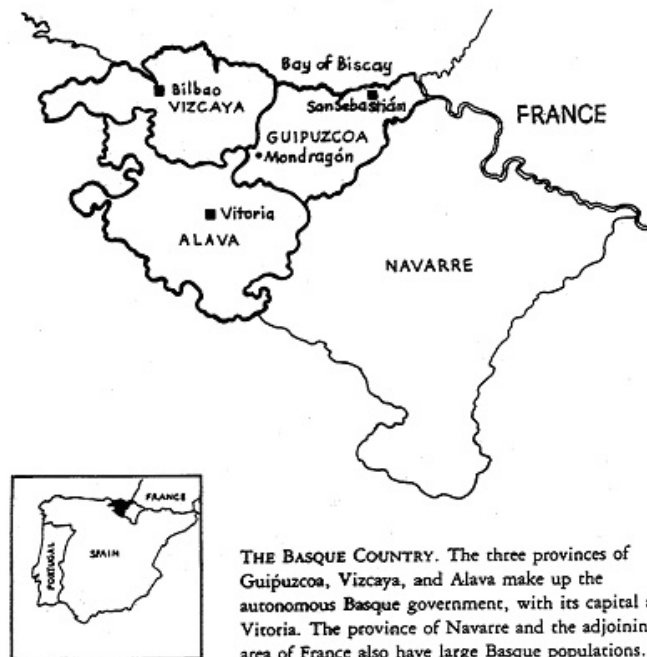 Bay of Biscay
Bilbao
VIZCAYA
San Sebastián
FRANCE
GUIPUZCOA
Mondragón
Vitoria
ALAVA
NAVARRE
FRANCE
SPAIN
PORTUGAL
THE BASQUE COUNTRY. The three provinces of
Guipuzcoa, Vizcaya, and Alava make up the
autonomous Basque government, with its capital
Vitoria. The province of Navarre and the adjoinin
area of France also have large Basque populations.